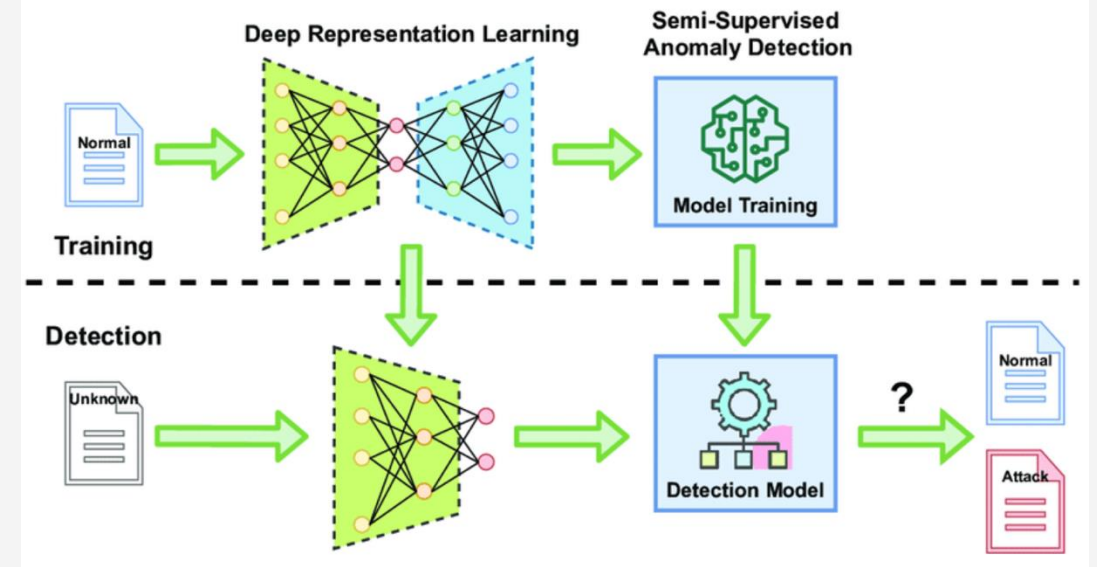 Deep Representation Learning
Semi-Supervised
Anomaly Detection
Normal
Model Training
Training
Detection
Unknown
Detection Model
?
Normal
Attack